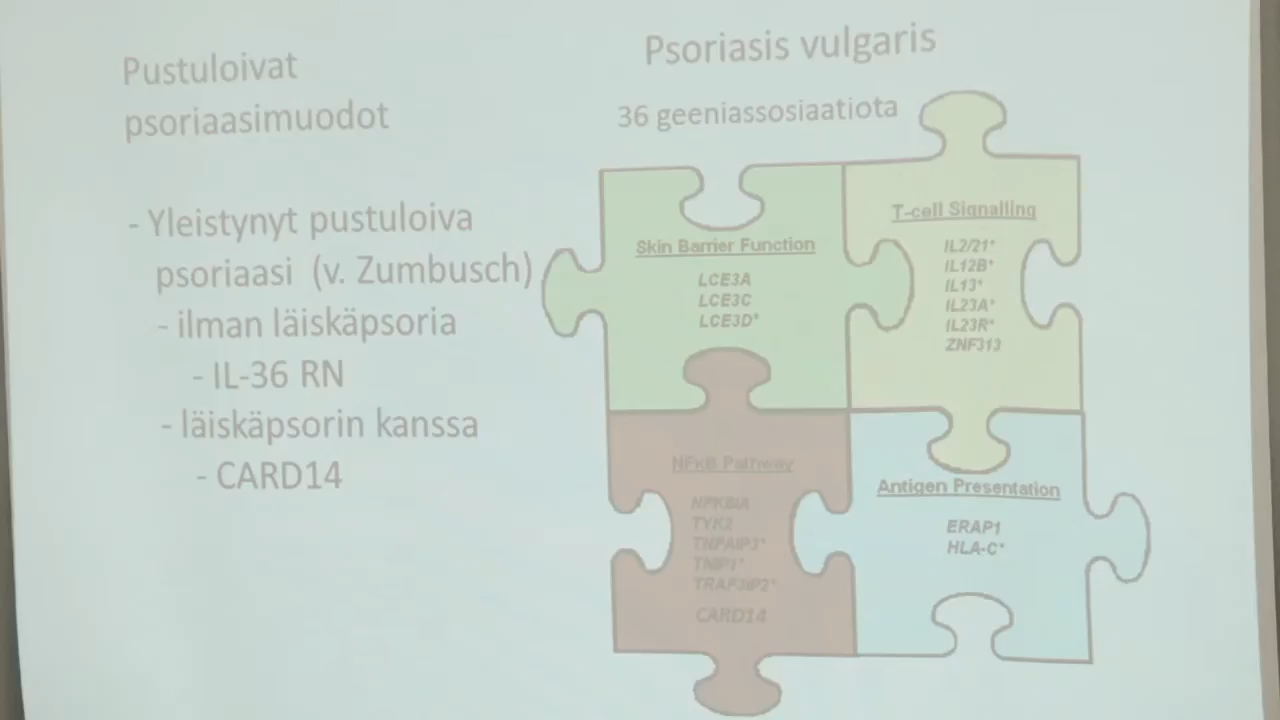 Pustuloivat
psoriaasimuodot
- Yleistynyt pustuloiva
psoriaasi (v. Zumbusch)
- ilman läiskäpsoria
- IL-36 RN
- läiskäpsorin kanssa
- CARD14
Psoriasis vulgaris
36 geeniassosiaatiota
Skin Barrier Function
LCE3A
LCE3C
LCE3D*
T-cell Signalling
IL2/21*
IL12B*
IL13*
IL23A*
IL23R*
ZNF313
NFKB Pathway
NFKBIA
TYK2
TNFAIP3*
TNIP1*
TRAF3IP2*
CARD14
Antigen Presentation
ERAP1
HLA-C*